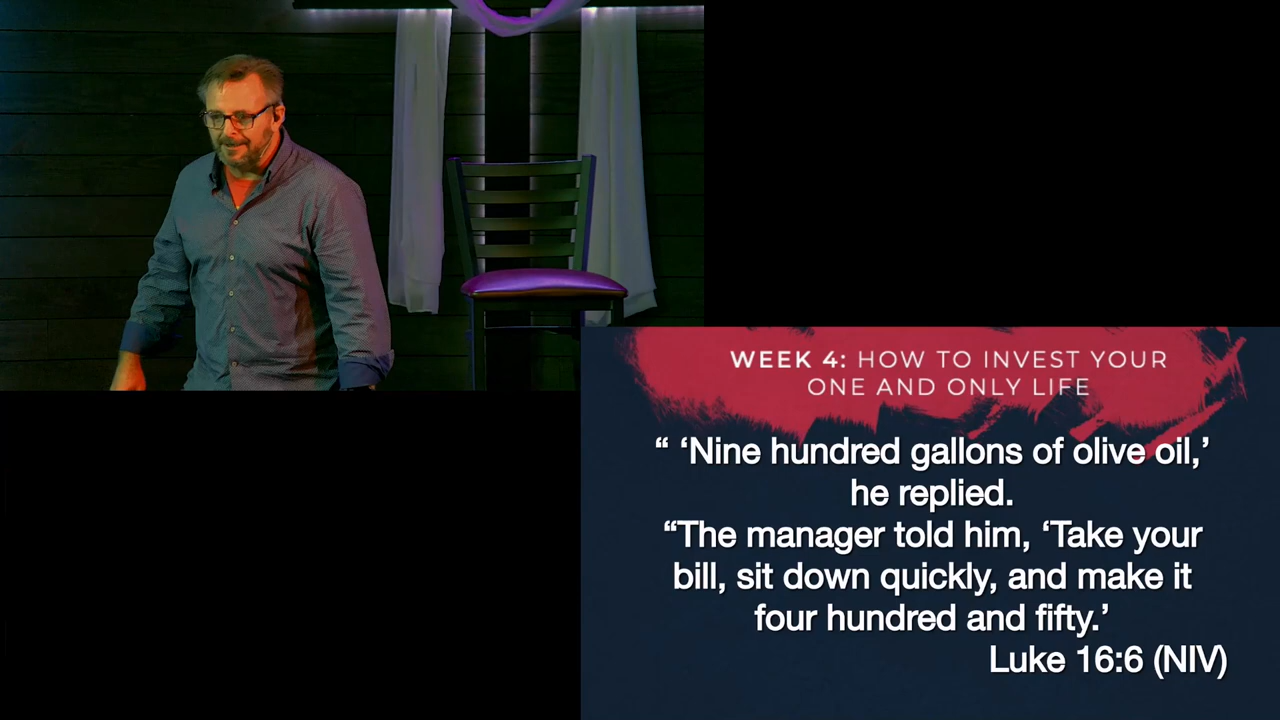 WEEK 4: HOW TO INVEST YOUR
ONE AND ONLY LIFE
“ ‘Nine hundred gallons of olive oil,’
he replied.
“The manager told him, ‘Take your
bill, sit down quickly, and make it
four hundred and fifty.’
Luke 16:6 (NIV)